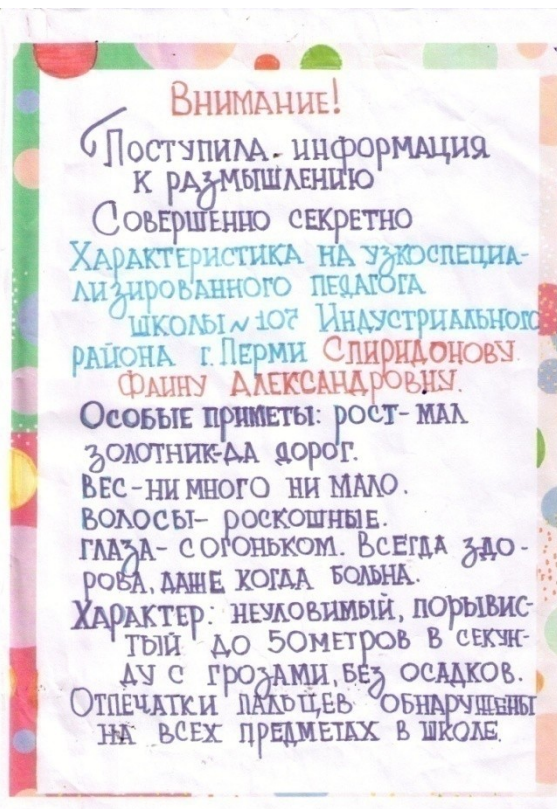 Внимание!
Поступила информация
к размышлению
Совершенно секретно
Характеристика на узкоспециа-
лизированного педагога
школы № 107 Индустриального
района г. Перми Спиридонову
Фаину Александровну.
Особые приметы: рост- мал
золотник-да дорог.
вес-ни много ни мало.
волосы- роскошные.
глаза- с огоньком. Всегда здо-
рова, даже когда больна.
Характер: неуловимый, порывис-
тый до 50метров в секун-
ду с грозами, без осадков.
Отпечатки пальцев обнаружены
на всех предметах в школе.